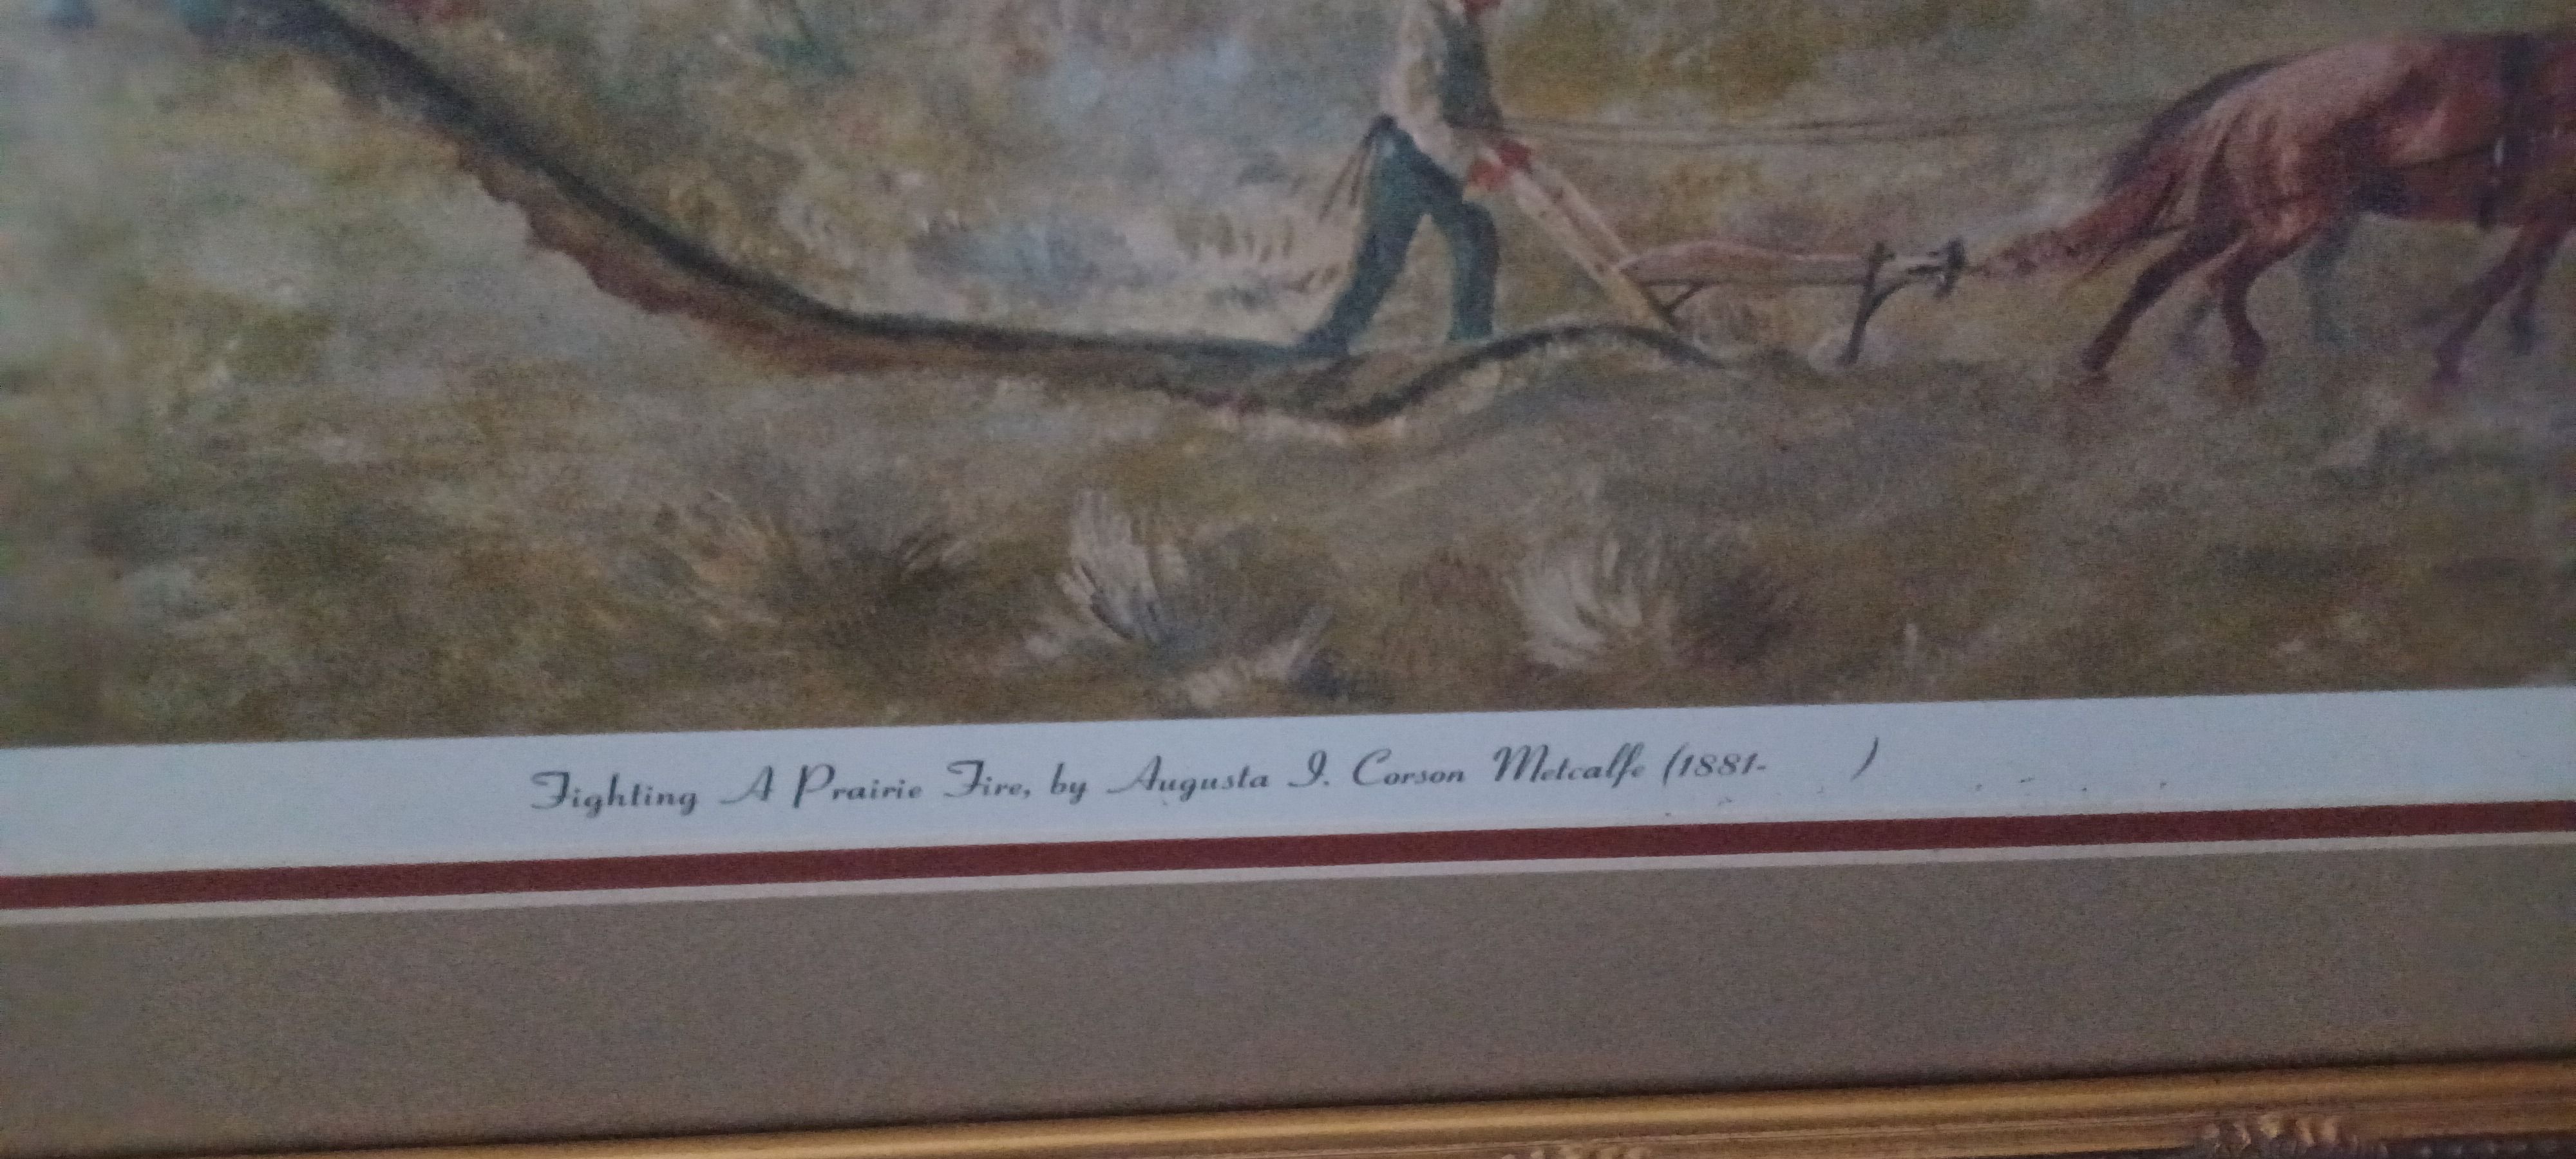 Fighting A Prairie Fire, by Augusta I. Corson Metcalfe (1881- )